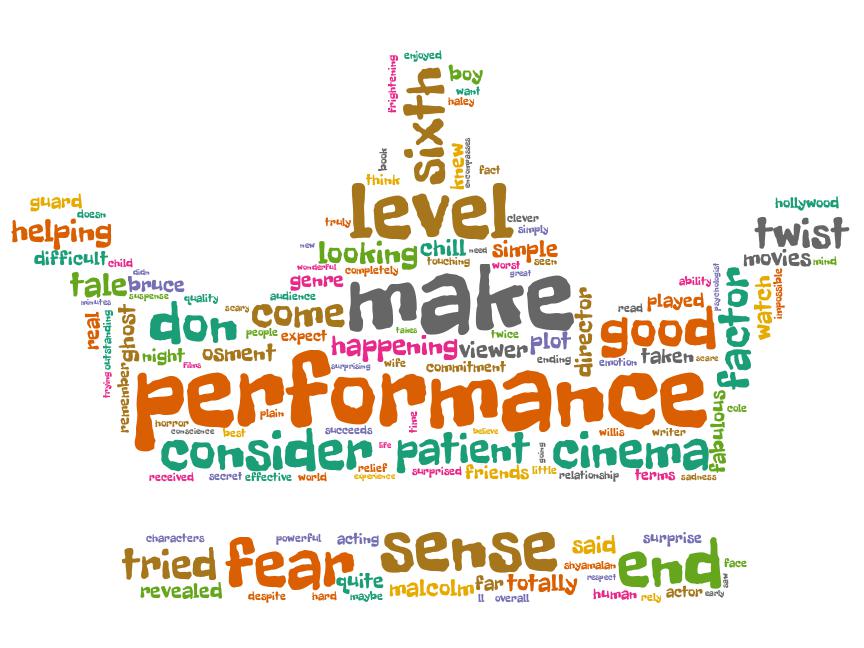 frightening
enjoyed
sixth
boy
want
haley
book
think
knew
encompasses
fact
guard
doesn
helping
difficult
child
truly
level
clever
simply
hollywood
twist
movies
mind
new
looking
chill
need
simple
wonderful
completely
touching
worst
seen
great
tale
didn
bruce
minutes
suspense
quality
genre
audience
make
ability
psychologist
factor
watch
impossible
real
outstanding
trying
ghost
remember
don
scary
come
people
expect
takes
twice
director
read
played
good
night
films
osment
happening
surprising
wife
viewer
commitment
plot
ending
emotion
taken
scare
performance
plain
horror
conscience
best
succeeds
time
believe
willis
writer
fabulous
cole
consider
life
patient
going
cinema
received
secret
effective
world
relief
experience
surprised
friends
little
relationship
terms
sadness
characters
powerful
acting
sense
said
surprise
tried
fear
shyamalan
end
face
revealed
quite
malcolm
far
totally
respect
saw
despite
hard
maybe
ll
overall
human
rely
actor
early